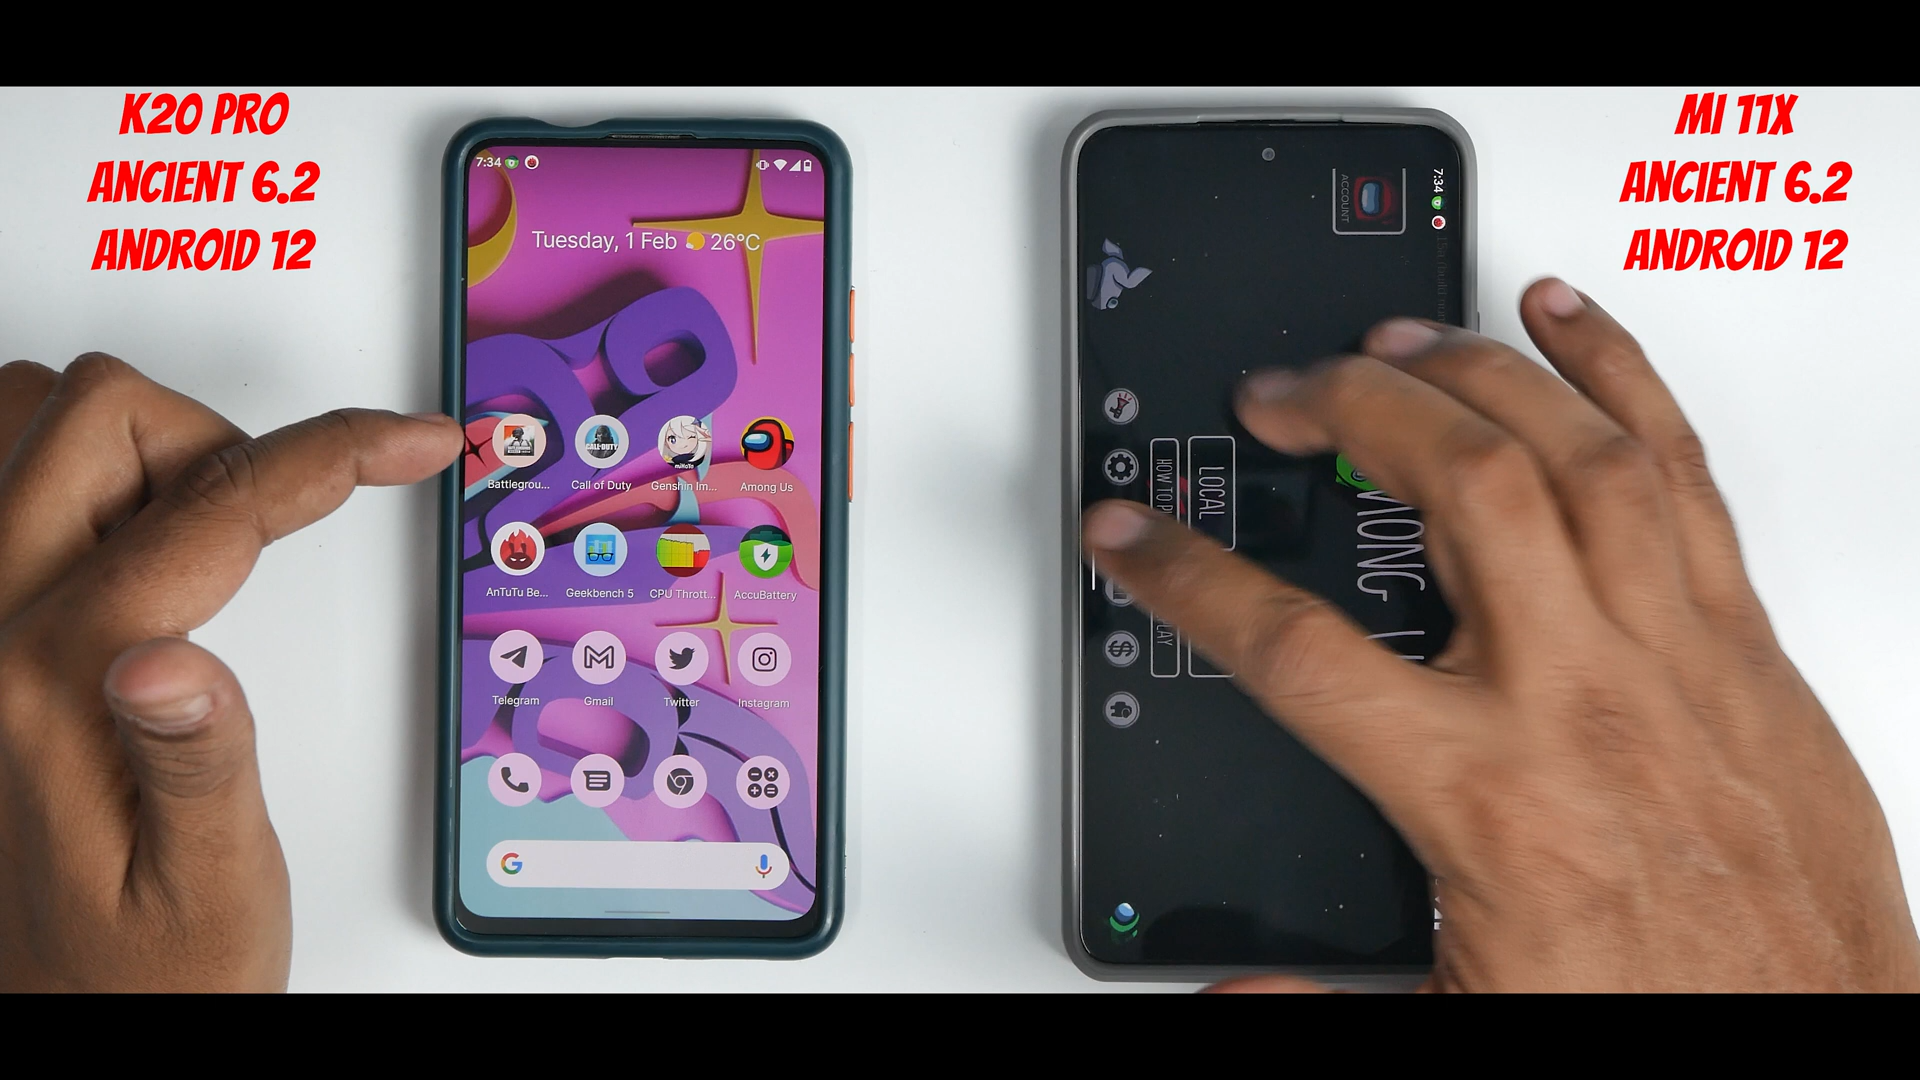 K20 PRO
ANCIENT 6.2
ANDROID 12
MI 11X
ANCIENT 6.2
ANDROID 12
7:34
Tuesday, 1 Feb 26°C
Battlegrou... Call of Duty Genshin Im... Among Us
AnTuTu Be... Geekbench 5 CPU Thrott... AccuBattery
Telegram Gmail Twitter Instagram
7:34
ACCOUNT
LOCAL
HOW TO PLAY
MONG U